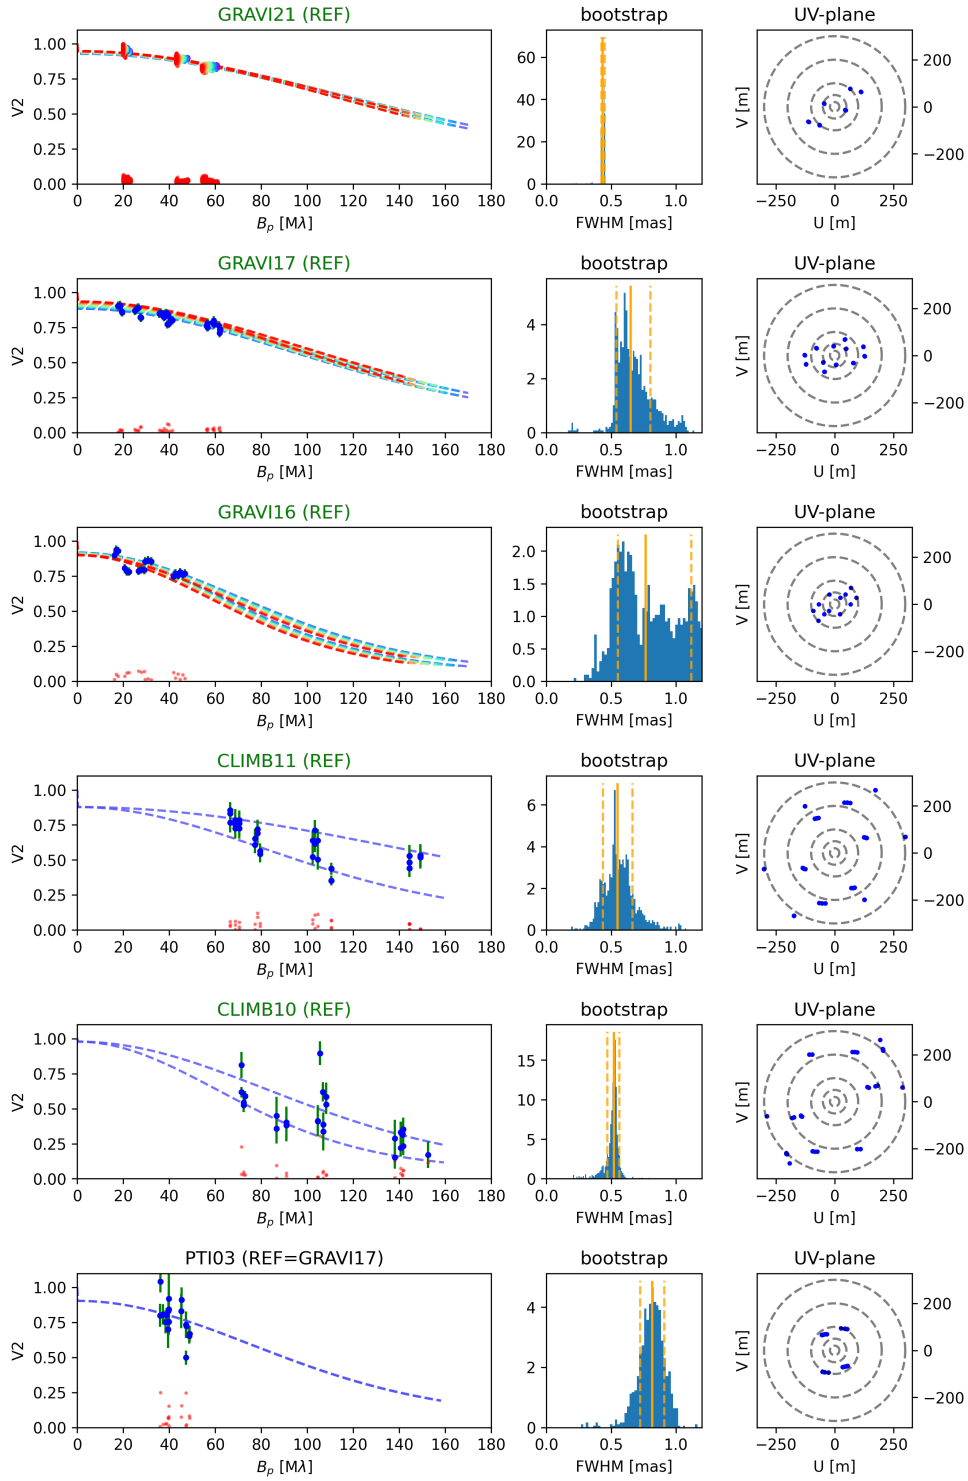 GRAVI21 (REF) bootstrap UV-plane
1.00 0.75 0.50 0.25 0.00
V2
0 20 40 60 80 100 120 140 160 180
B_p [Mλ]
60 40 20 0
0.0 0.5 1.0
FWHM [mas]
V [m]
200 0 −200
−250 0 250
U [m]
GRAVI17 (REF) bootstrap UV-plane
1.00 0.75 0.50 0.25 0.00
V2
0 20 40 60 80 100 120 140 160 180
B_p [Mλ]
4 2 0
0.0 0.5 1.0
FWHM [mas]
V [m]
200 0 −200
−250 0 250
U [m]
GRAVI16 (REF) bootstrap UV-plane
1.00 0.75 0.50 0.25 0.00
V2
0 20 40 60 80 100 120 140 160 180
B_p [Mλ]
2.0 1.5 1.0 0.5 0.0
0.0 0.5 1.0
FWHM [mas]
V [m]
200 0 −200
−250 0 250
U [m]
CLIMB11 (REF) bootstrap UV-plane
1.00 0.75 0.50 0.25 0.00
V2
0 20 40 60 80 100 120 140 160 180
B_p [Mλ]
6 4 2 0
0.0 0.5 1.0
FWHM [mas]
V [m]
200 0 −200
−250 0 250
U [m]
CLIMB10 (REF) bootstrap UV-plane
1.00 0.75 0.50 0.25 0.00
V2
0 20 40 60 80 100 120 140 160 180
B_p [Mλ]
15 10 5 0
0.0 0.5 1.0
FWHM [mas]
V [m]
200 0 −200
−250 0 250
U [m]
PTI03 (REF=GRAVI17) bootstrap UV-plane
1.00 0.75 0.50 0.25 0.00
V2
0 20 40 60 80 100 120 140 160 180
B_p [Mλ]
4 2 0
0.0 0.5 1.0
FWHM [mas]
V [m]
200 0 −200
−250 0 250
U [m]